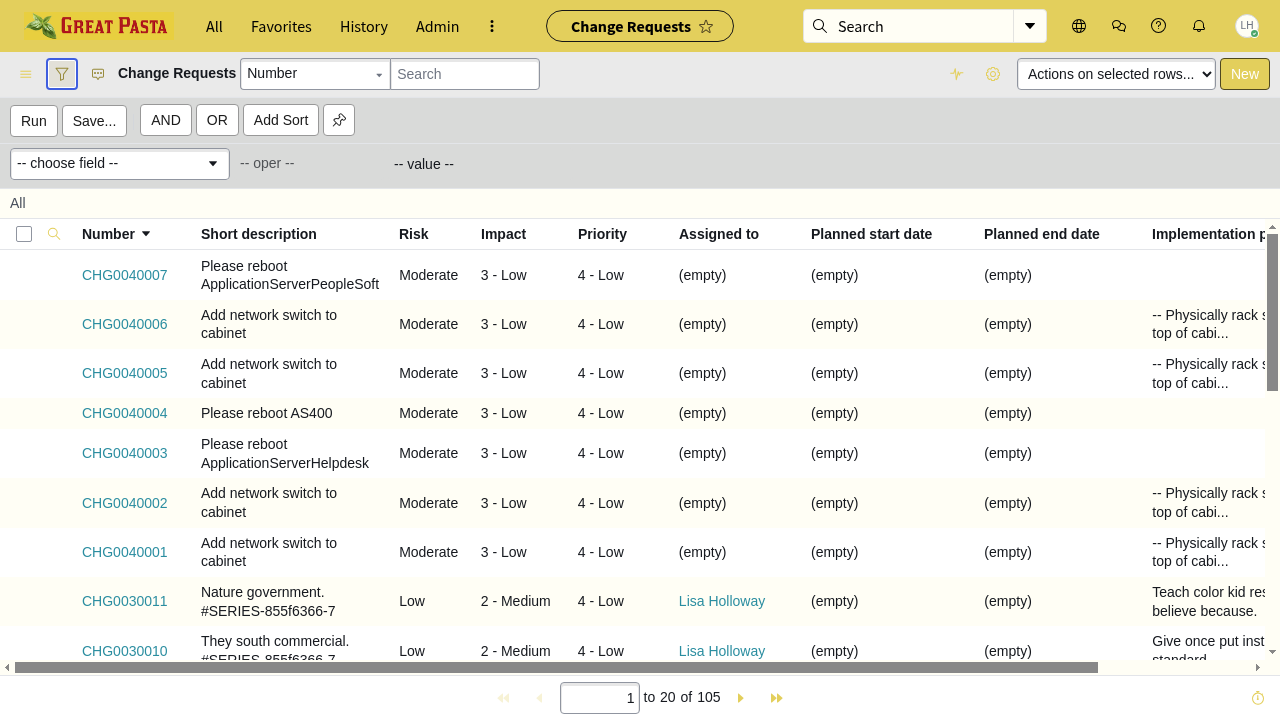 GREAT PASTA All Favorites History Admin Change Requests Search LH
Change Requests Number Search Actions on selected rows... New
Run Save... AND OR Add Sort
-- choose field -- -- oper -- -- value --
All
Number Short description Risk Impact Priority Assigned to Planned start date Planned end date Implementation p
CHG0040007 Please reboot ApplicationServerPeopleSoft Moderate 3 - Low 4 - Low (empty) (empty) (empty)
CHG0040006 Add network switch to cabinet Moderate 3 - Low 4 - Low (empty) (empty) (empty) -- Physically rack s top of cabi...
CHG0040005 Add network switch to cabinet Moderate 3 - Low 4 - Low (empty) (empty) (empty) -- Physically rack s top of cabi...
CHG0040004 Please reboot AS400 Moderate 3 - Low 4 - Low (empty) (empty) (empty)
CHG0040003 Please reboot ApplicationServerHelpdesk Moderate 3 - Low 4 - Low (empty) (empty) (empty)
CHG0040002 Add network switch to cabinet Moderate 3 - Low 4 - Low (empty) (empty) (empty) -- Physically rack s top of cabi...
CHG0040001 Add network switch to cabinet Moderate 3 - Low 4 - Low (empty) (empty) (empty) -- Physically rack s top of cabi...
CHG0030011 Nature government. #SERIES-855f6366-7 Low 2 - Medium 4 - Low Lisa Holloway (empty) (empty) Teach color kid res believe because.
CHG0030010 They south commercial. #SERIES-855f6366-7 Low 2 - Medium 4 - Low Lisa Holloway (empty) (empty) Give once put inst standard
1 to 20 of 105